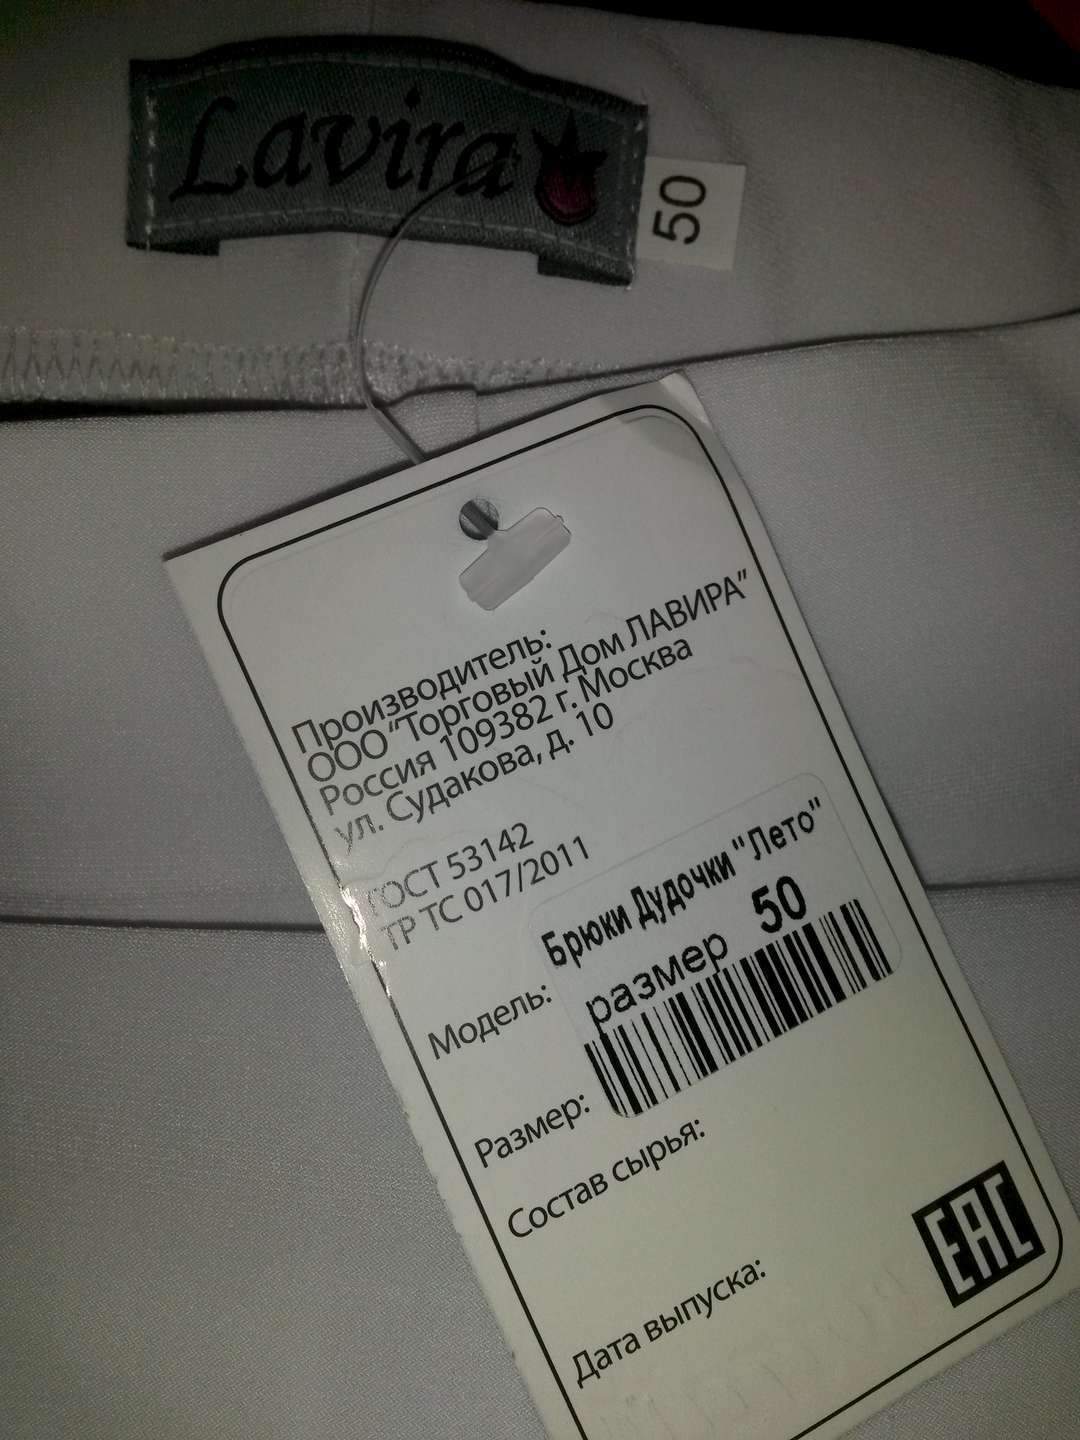 Lavira
50
Производитель:
ООО "Торговый Дом ЛАВИРА"
Россия 109382 г. Москва
ул. Судакова, д. 10
ГОСТ 53142
ТР ТС 017/2011
Модель:
Брюки Дудочки "Лето"
размер 50
Размер:
Состав сырья:
Дата выпуска:
EAC